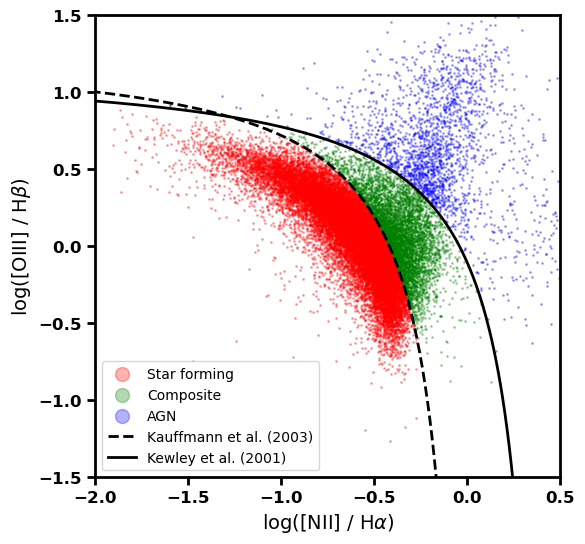 1.5
1.0
0.5
0.0
−0.5
−1.0
−1.5
log([OIII] / Hβ)
Star forming
Composite
AGN
Kauffmann et al. (2003)
Kewley et al. (2001)
−2.0 −1.5 −1.0 −0.5 0.0 0.5
log([NII] / Hα)